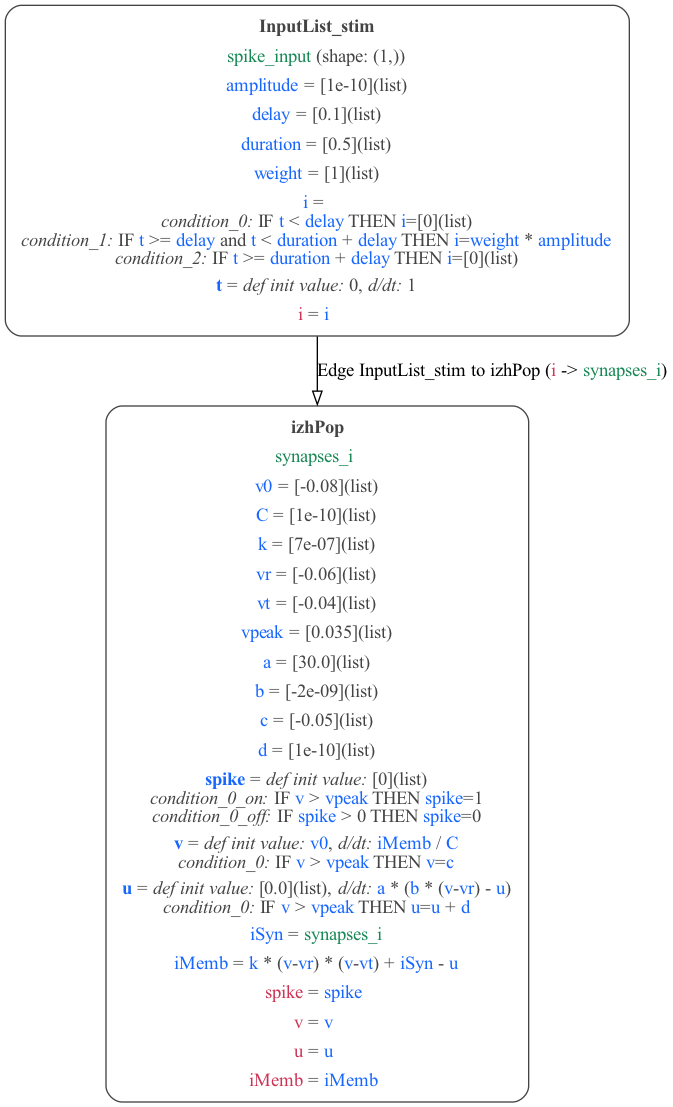 InputList_stim
spike_input (shape: (1,))
amplitude = [1e-10](list)
delay = [0.1](list)
duration = [0.5](list)
weight = [1](list)
i =
condition_0: IF t < delay THEN i=[0](list)
condition_1: IF t >= delay and t < duration + delay THEN i=weight * amplitude
condition_2: IF t >= duration + delay THEN i=[0](list)
t = def init value: 0, d/dt: 1
i = i
Edge InputList_stim to izhPop (i -> synapses_i)
izhPop
synapses_i
v0 = [-0.08](list)
C = [1e-10](list)
k = [7e-07](list)
vr = [-0.06](list)
vt = [-0.04](list)
vpeak = [0.035](list)
a = [30.0](list)
b = [-2e-09](list)
c = [-0.05](list)
d = [1e-10](list)
spike = def init value: [0](list)
condition_0_on: IF v > vpeak THEN spike=1
condition_0_off: IF spike > 0 THEN spike=0
v = def init value: v0, d/dt: iMemb / C
condition_0: IF v > vpeak THEN v=c
u = def init value: [0.0](list), d/dt: a * (b * (v-vr) - u)
condition_0: IF v > vpeak THEN u=u + d
iSyn = synapses_i
iMemb = k * (v-vr) * (v-vt) + iSyn - u
spike = spike
v = v
u = u
iMemb = iMemb